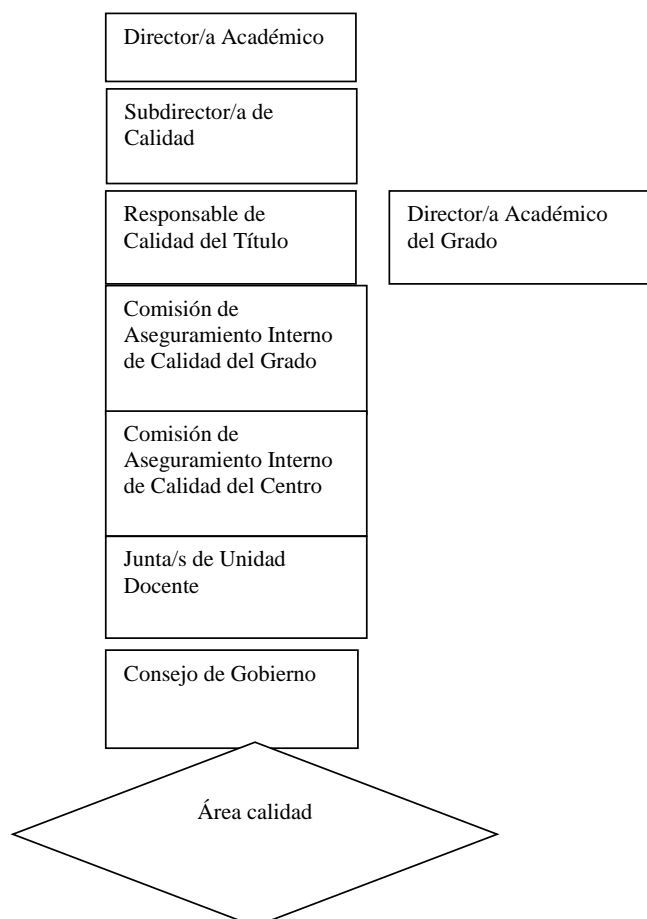 Director/a Académico
Subdirector/a de
Calidad
Responsable de
Calidad del Título
Director/a Académico
del Grado
Comisión de
Aseguramiento Interno
de Calidad del Grado
Comisión de
Aseguramiento Interno
de Calidad del Centro
Junta/s de Unidad
Docente
Consejo de Gobierno
Área calidad